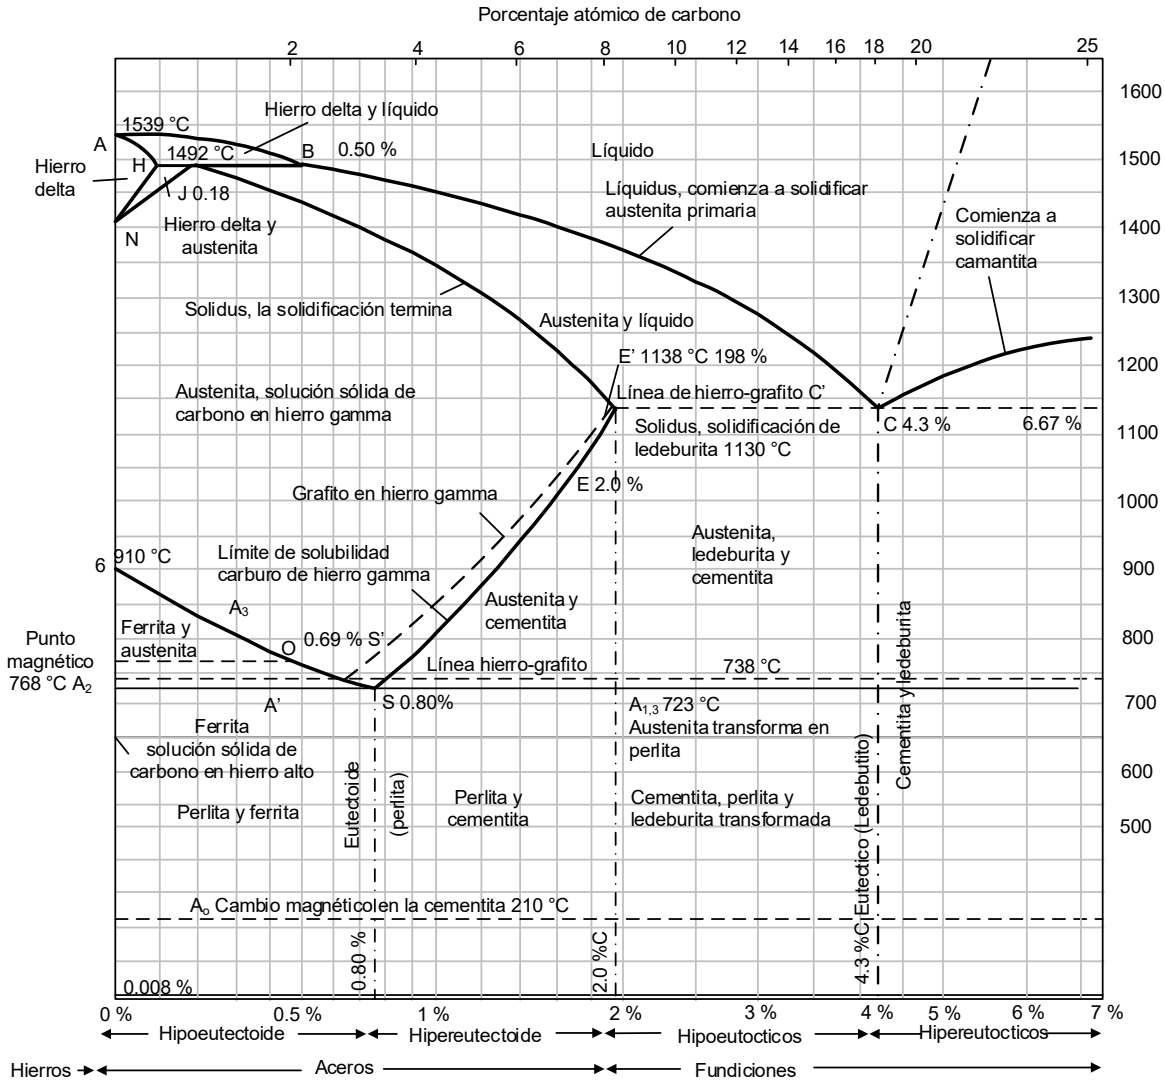 Porcentaje atómico de carbono
2 4 6 8 10 12 14 16 18 20 25
1600
1539 °C
Hierro delta y líquido
A
1492 °C
B
0.50 %
Líquido
1500
Hierro
delta
H
J 0.18
Líquidus, comienza a solidificar
austenita primaria
N
Hierro delta y
austenita
Comienza a
solidificar
camantita
1400
Solidus, la solidificación termina
1300
Austenita y líquido
E' 1138 °C 198 %
1200
Austenita, solución sólida de
carbono en hierro gamma
Línea de hierro-grafito C'
Solidus, solidificación de
ledeburita 1130 °C
C 4.3 %
6.67 %
1100
Grafito en hierro gamma
E 2.0 %
1000
Límite de solubilidad
carburo de hierro gamma
Austenita,
ledeburita y
cementita
6
910 °C
900
A3
Austenita y
cementita
Ferrita y
austenita
O
0.69 % S'
800
Punto
magnético
768 °C A2
Línea hierro-grafito
738 °C
A'
S 0.80%
A1,3 723 °C
Austenita transforma en
perlita
700
Ferrita
solución sólida de
carbono en hierro alto
Cementita y ledeburita
600
Perlita y ferrita
Eutectoide
(perlita)
Perlita y
cementita
Cementita, perlita y
ledeburita transformada
500
Ao Cambio magnético en la cementita 210 °C
0.80 %
2.0 %C
4.3 %C Eutectico (Ledebutito)
0.008 %
0 % 0.5 % 1 % 2 % 3 % 4 % 5 % 6 % 7 %
Hipoeutectoide
Hipereutectoide
Hipoeutocticos
Hipereutocticos
Hierros
Aceros
Fundiciones